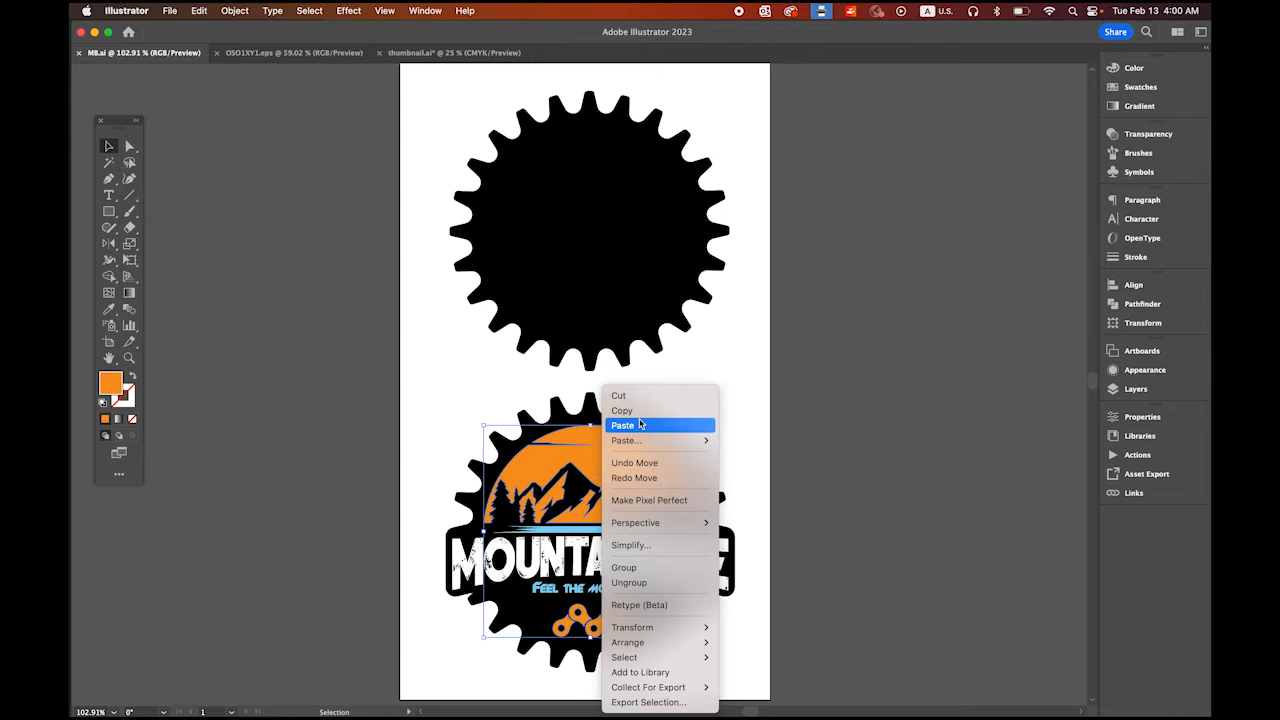 Illustrator File Edit Object Type Select Effect View Window Help
A U.S. Tue Feb 13 4:00 AM
Adobe Illustrator 2023
Share
MB.ai @ 102.91 % (RGB/Preview)
OSO1XY1.eps @ 59.02 % (RGB/Preview)
thumbnail.ai* @ 25 % (CMYK/Preview)
Color
Swatches
Gradient
Transparency
Brushes
Symbols
Paragraph
Character
OpenType
Stroke
Align
Pathfinder
Transform
Artboards
Appearance
Layers
Properties
Libraries
Actions
Asset Export
Links
Cut
Copy
Paste
Paste...
Undo Move
Redo Move
Make Pixel Perfect
Perspective
Simplify...
Group
Ungroup
Retype (Beta)
Transform
Arrange
Select
Add to Library
Collect For Export
Export Selection...
FEEL THE
102.91% 0° 1 Selection